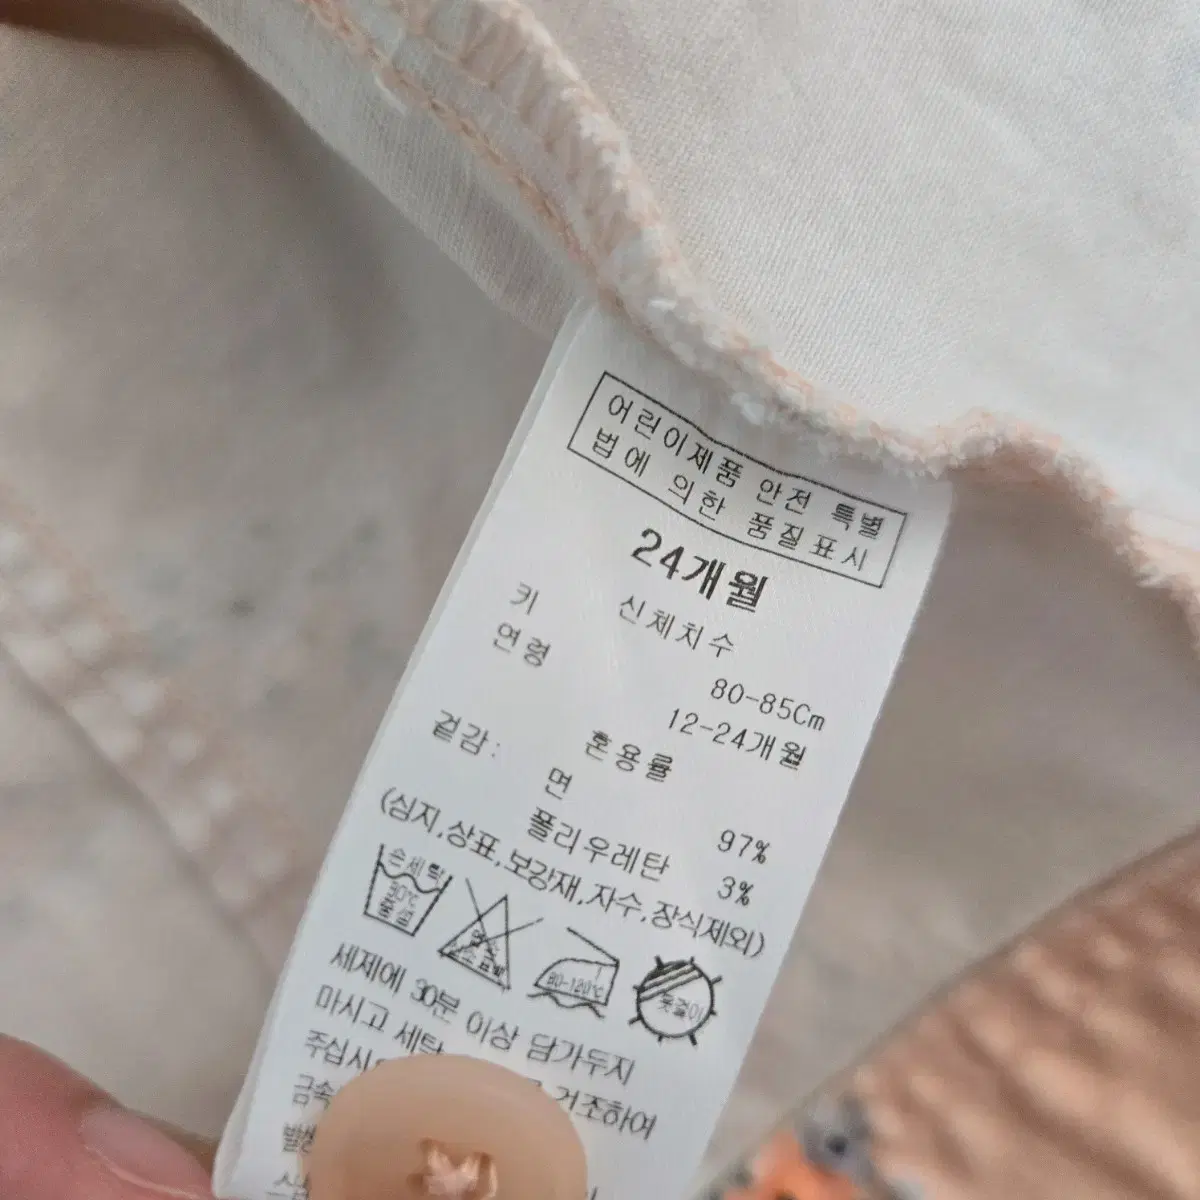 어린이제품 안전 특별
법에 의한 품질표시
24개월
신체치수
키 80-85Cm
연령 12-24개월
혼용률
겉감: 면 97%
폴리우레탄 3%
(심지,상표,보강재,자수,장식제외)
손세탁
30℃
중성
염소
80-120℃
옷걸이
세제에 30분 이상 담가두지
마시고 세탁
주십시오 건조하여
금속